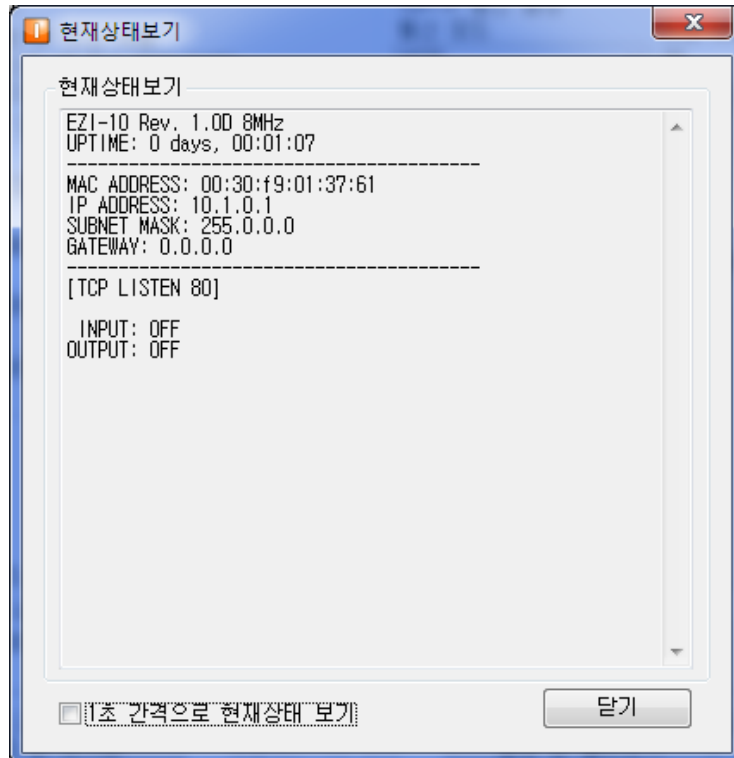 현재상태보기
현재상태보기
EZI-10 Rev. 1.0D 8MHz
UPTIME: 0 days, 00:01:07
----------------------------------------
MAC ADDRESS: 00:30:f9:01:37:61
IP ADDRESS: 10.1.0.1
SUBNET MASK: 255.0.0.0
GATEWAY: 0.0.0.0
----------------------------------------
[TCP LISTEN 80]
INPUT: OFF
OUTPUT: OFF
1초 간격으로 현재상태 보기
닫기